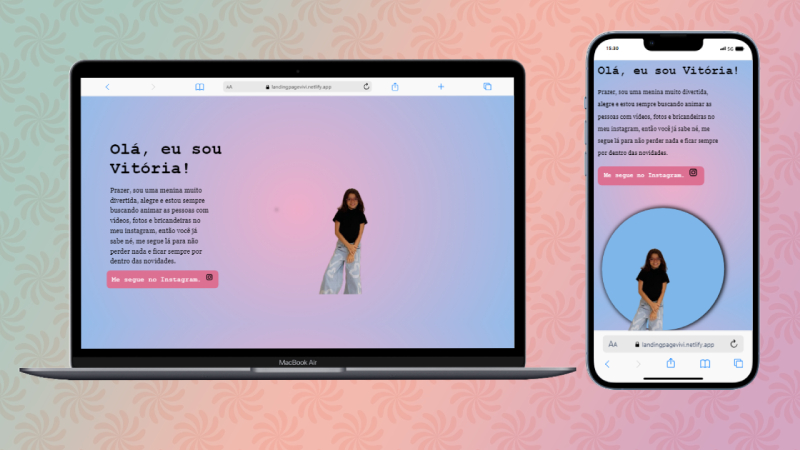 AA landingpagevivi.netlify.app
Olá, eu sou
Vitória!
Prazer, sou uma menina muito
divertida, alegre e estou sempre
buscando animar as pessoas com
vídeos, fotos e bricandeiras no
meu instagram, então você já
sabe né, me segue lá para não
perder nada e ficar sempre por
dentro das novidades.
Me segue no Instagram.
MacBook Air
15:30 5G
Olá, eu sou Vitória!
Prazer, sou uma menina muito divertida,
alegre e estou sempre buscando animar as
pessoas com vídeos, fotos e bricandeiras no
meu instagram, então você já sabe né, me
segue lá para não perder nada e ficar sempre
por dentro das novidades.
Me segue no Instagram.
AA landingpagevivi.netlify.app